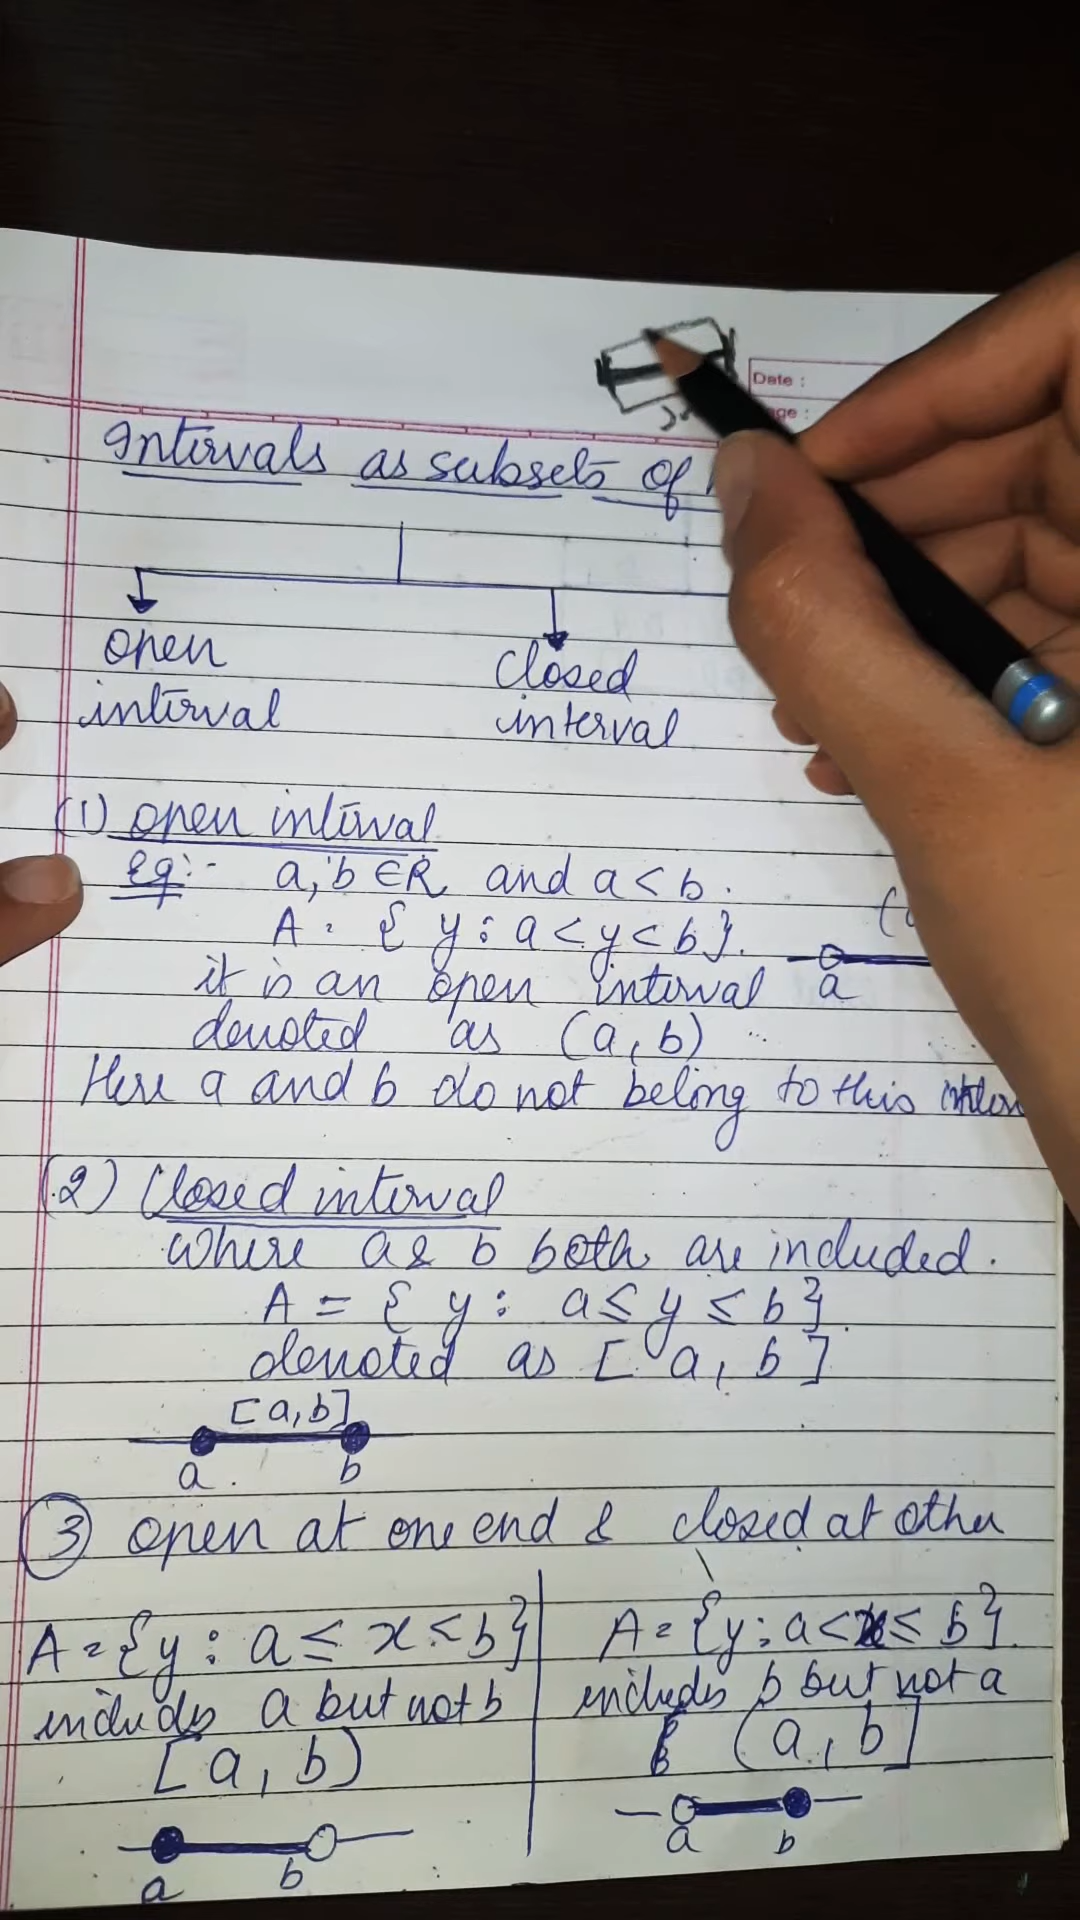 Date :
age :
Intervals as subsets of
open
interval
Closed
interval
(1) open interval
Eg:- a, b ∈ R and a < b.
A = { y : a < y < b }.
it is an open interval
denoted as (a, b)
a
Here a and b do not belong to this
(2) Closed interval
where a & b both are included.
A = { y : a ≤ y ≤ b }.
denoted as [ a, b ]
[a, b]
a b
(3) open at one end & closed at other
A = {y : a ≤ x < b}
includes a but not b
[a, b)
a b
A = {y : a < x ≤ b}.
includes b but not a
(a, b]
a b